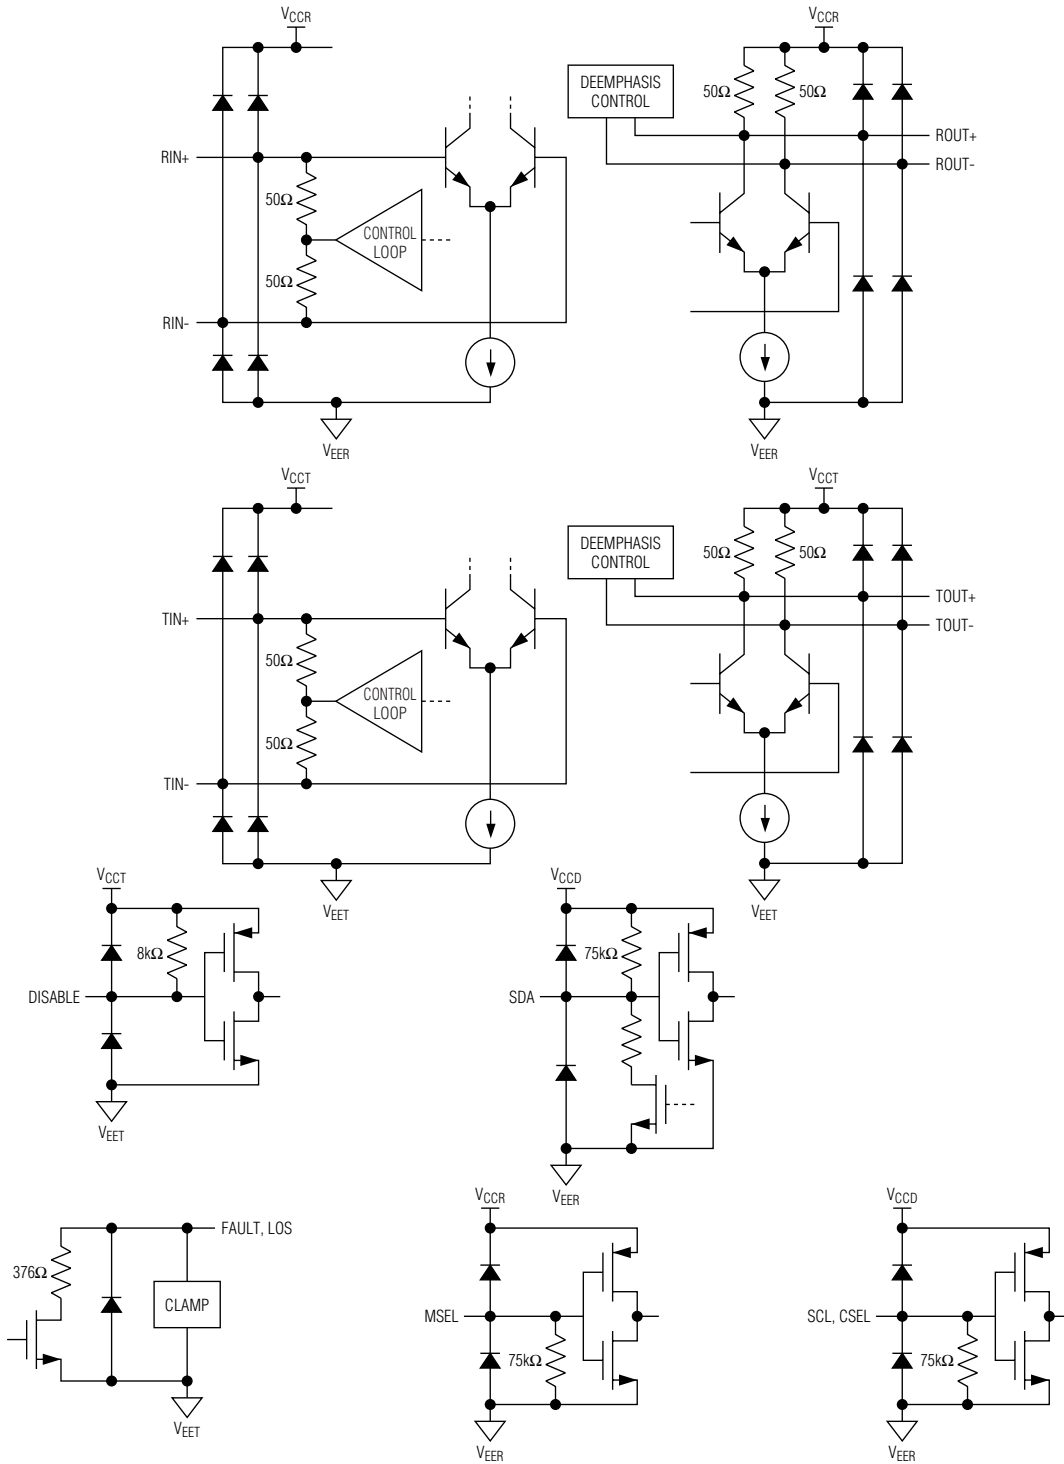 VCCR
VCCR
DEEMPHASIS
CONTROL
50Ω
50Ω
ROUT+
RIN+
ROUT-
50Ω
CONTROL
LOOP
50Ω
RIN-
VEER
VEER
VCCT
VCCT
DEEMPHASIS
CONTROL
50Ω
50Ω
TOUT+
TIN+
TOUT-
50Ω
CONTROL
LOOP
50Ω
TIN-
VEET
VEET
VCCT
8kΩ
DISABLE
VEET
VCCD
75kΩ
SDA
VEER
FAULT, LOS
376Ω
CLAMP
VEET
VCCR
MSEL
75kΩ
VEER
VCCD
SCL, CSEL
75kΩ
VEER